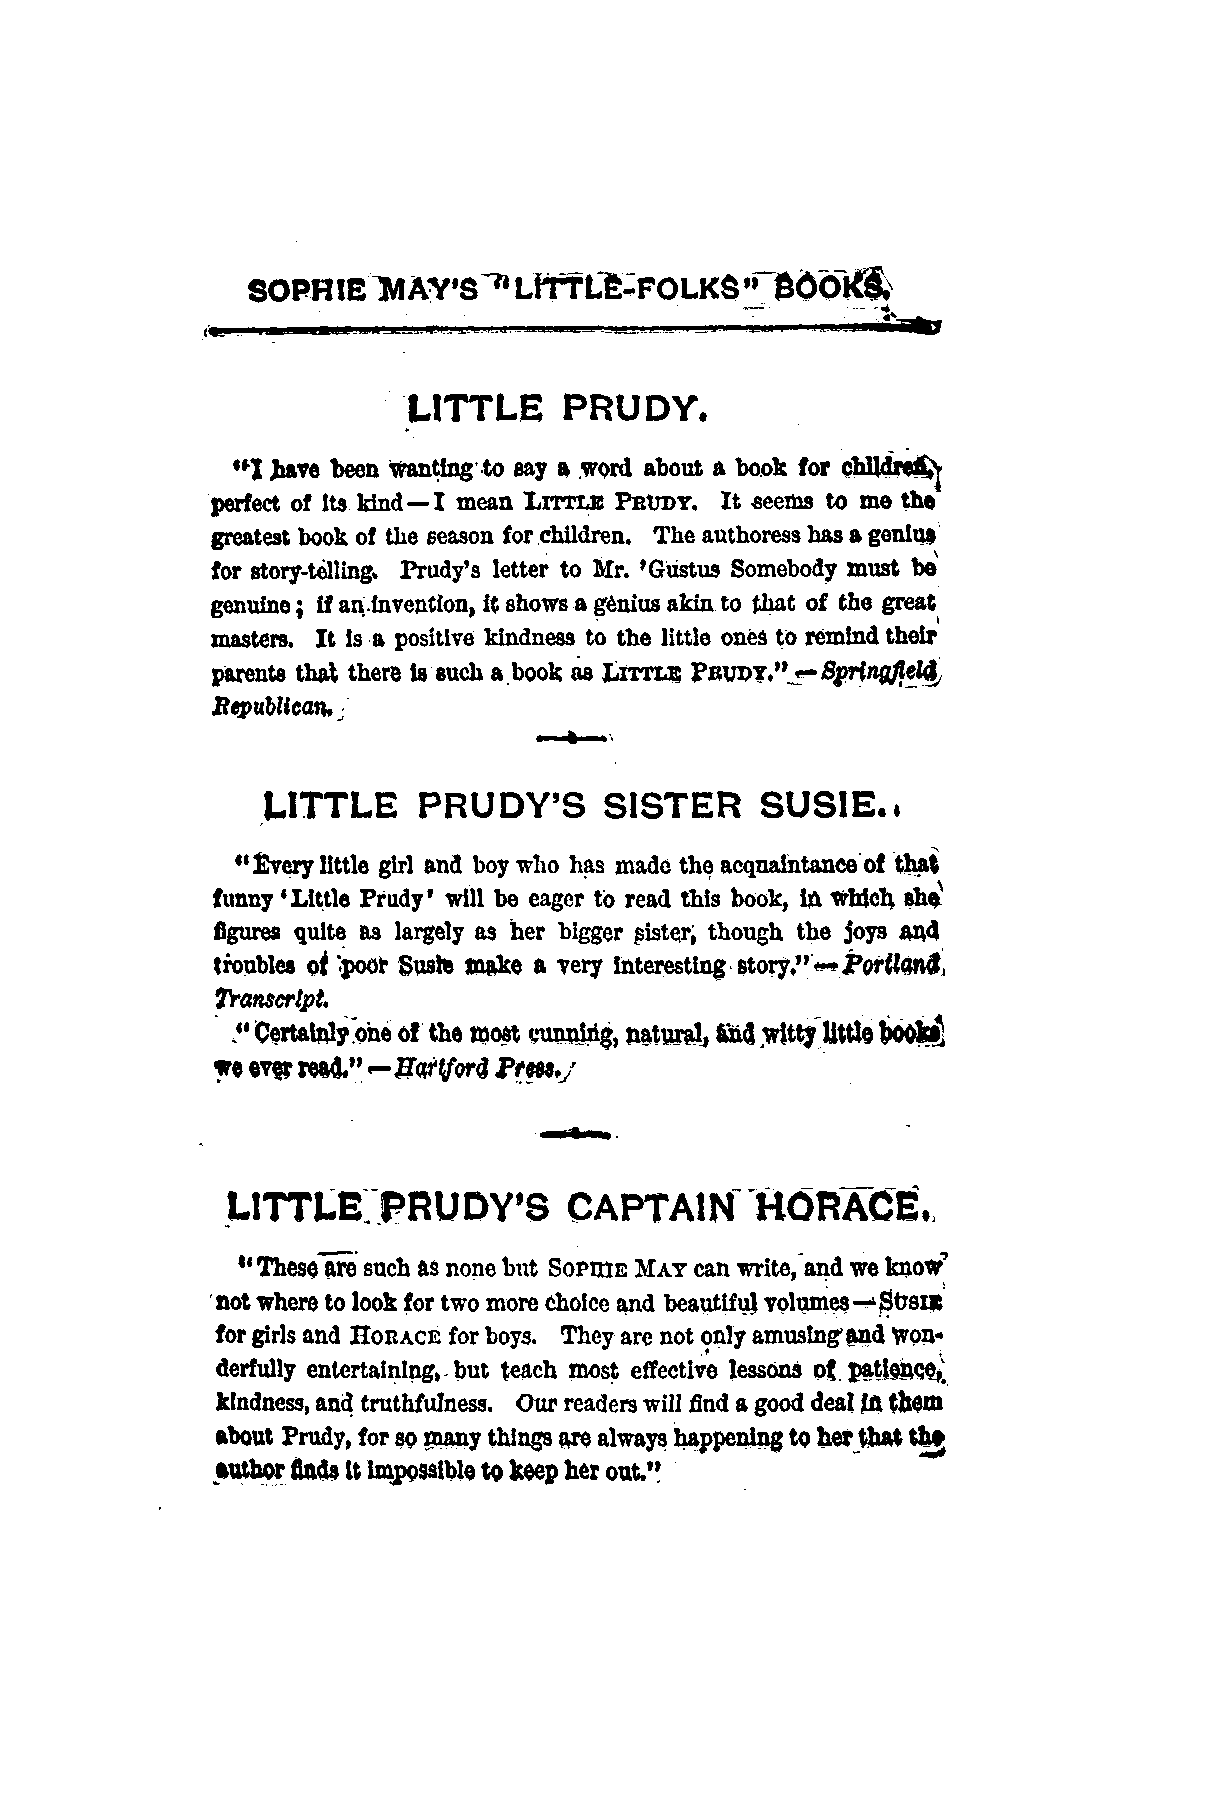 SOPHIE MAY'S "LITTLE-FOLKS" BOOKS.
LITTLE PRUDY.
"I have been wanting to say a word about a book for children,
perfect of its kind—I mean LITTLE PRUDY. It seems to me the
greatest book of the season for children. The authoress has a genius
for story-telling. Prudy's letter to Mr. 'Gustus Somebody must be
genuine; if an invention, it shows a genius akin to that of the great
masters. It is a positive kindness to the little ones to remind their
parents that there is such a book as LITTLE PRUDY."—Springfield
Republican.
LITTLE PRUDY'S SISTER SUSIE.
"Every little girl and boy who has made the acquaintance of that
funny 'Little Prudy' will be eager to read this book, in which she
figures quite as largely as her bigger sister, though the joys and
troubles of poor Susie make a very interesting story."—Portland
Transcript.
"Certainly one of the most cunning, natural, and witty little books
we ever read."—Hartford Press.
LITTLE PRUDY'S CAPTAIN HORACE.
"These are such as none but SOPHIE MAY can write, and we know
not where to look for two more choice and beautiful volumes—SUSIE
for girls and HORACE for boys. They are not only amusing and won-
derfully entertaining, but teach most effective lessons of patience,
kindness, and truthfulness. Our readers will find a good deal in them
about Prudy, for so many things are always happening to her that the
author finds it impossible to keep her out."